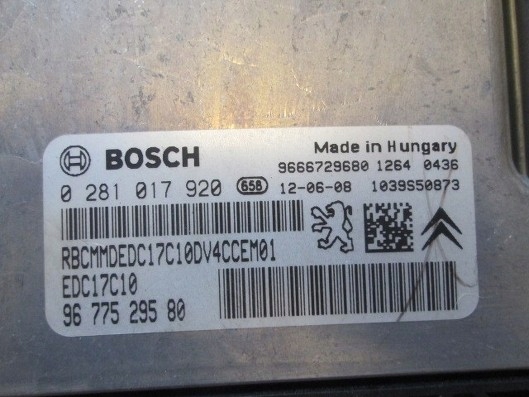 BOSCH
Made in Hungary
9666729680 1264 0436
0 281 017 920 658 12-06-08 1039S50873
RBCMMDEDC17C10DV4CCEM01
EDC17C10
96 775 295 80